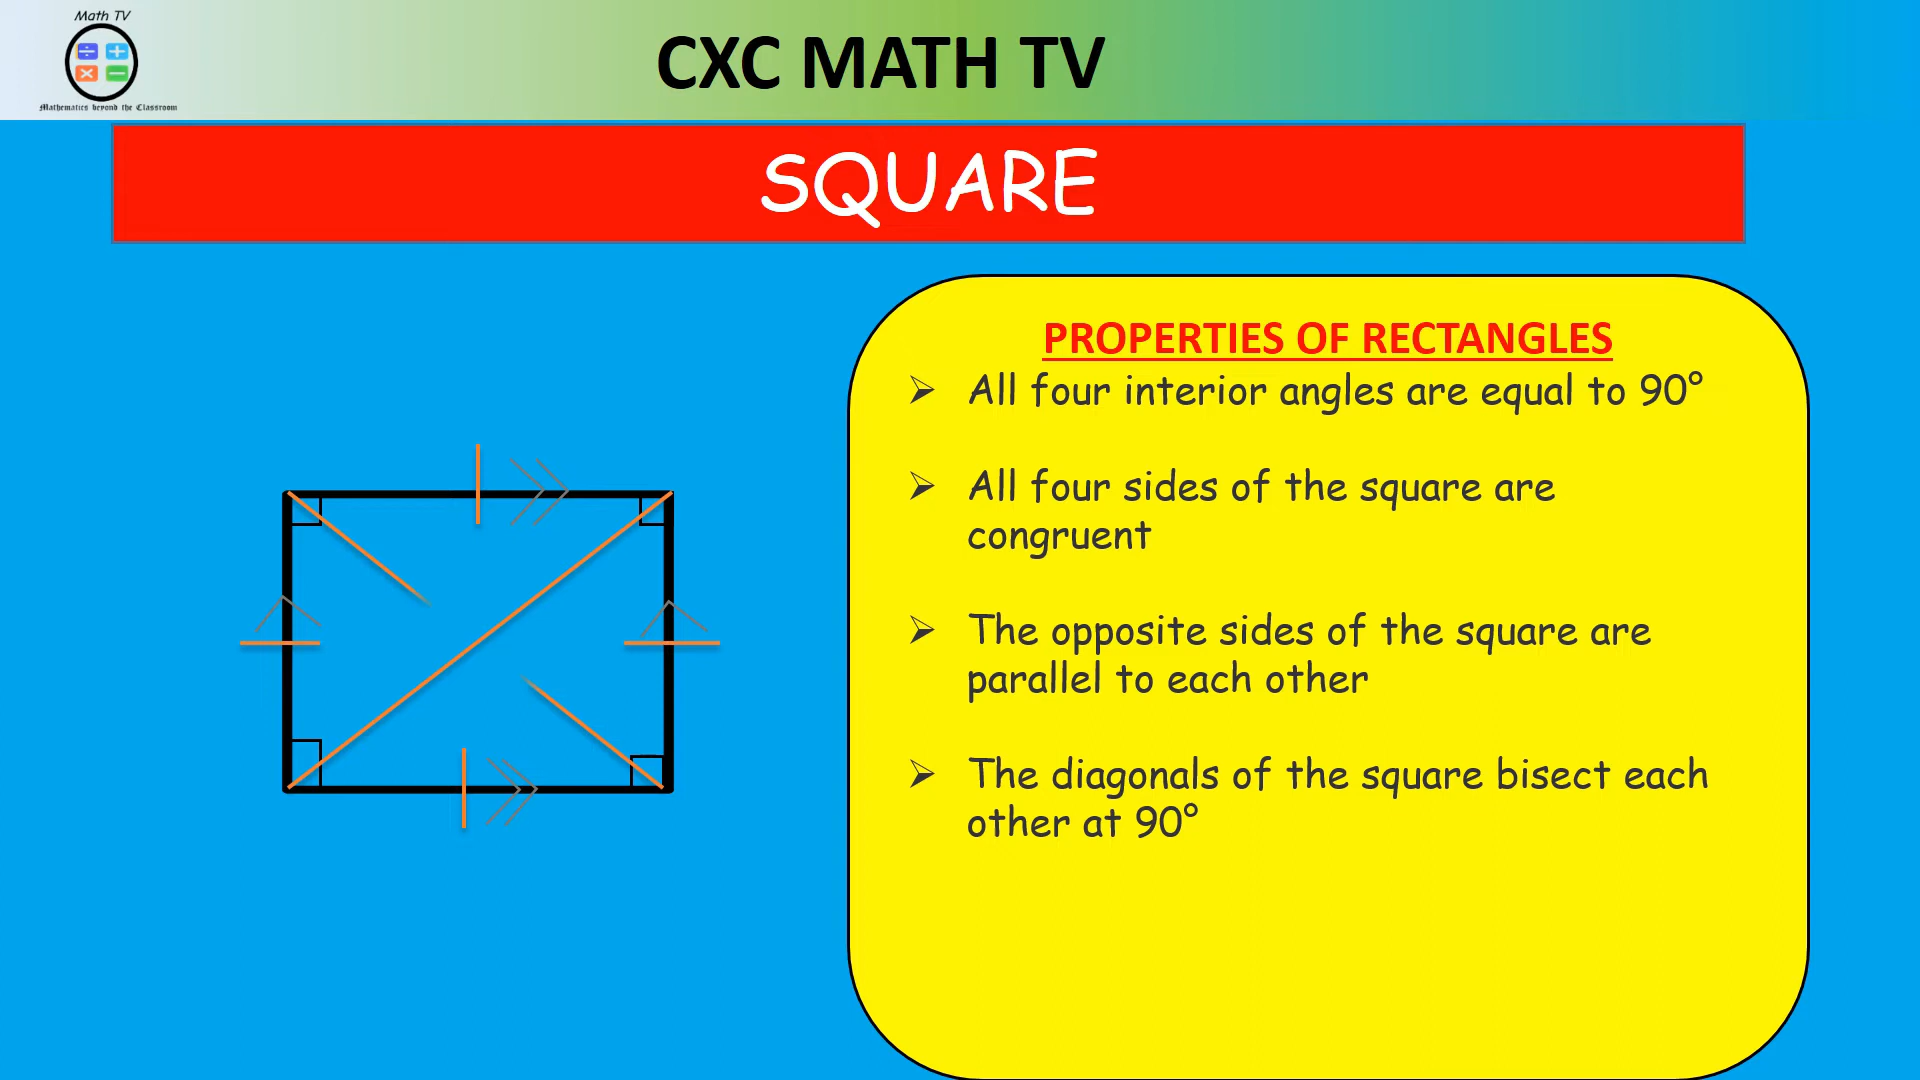 Math TV
Mathematics beyond the Classroom
CXC MATH TV
SQUARE
PROPERTIES OF RECTANGLES
➢ All four interior angles are equal to 90°
➢ All four sides of the square are
congruent
➢ The opposite sides of the square are
parallel to each other
➢ The diagonals of the square bisect each
other at 90°